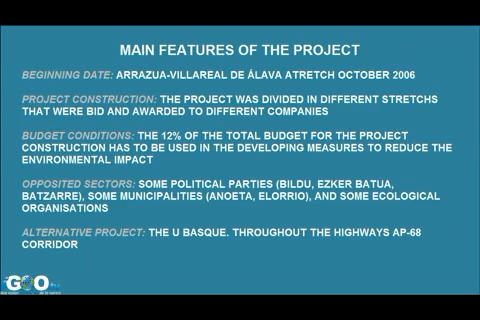 MAIN FEATURES OF THE PROJECT
BEGINNING DATE: ARRAZUA-VILLAREAL DE ÁLAVA ATRETCH OCTOBER 2006
PROJECT CONSTRUCTION: THE PROJECT WAS DIVIDED IN DIFFERENT STRETCHS
THAT WERE BID AND AWARDED TO DIFFERENT COMPANIES
BUDGET CONDITIONS: THE 12% OF THE TOTAL BUDGET FOR THE PROJECT
CONSTRUCTION HAS TO BE USED IN THE DEVELOPING MEASURES TO REDUCE THE
ENVIRONMENTAL IMPACT
OPPOSITED SECTORS: SOME POLITICAL PARTIES (BILDU, EZKER BATUA,
BATZARRE), SOME MUNICIPALITIES (ANOETA, ELORRIO), AND SOME ECOLOGICAL
ORGANISATIONS
ALTERNATIVE PROJECT: THE U BASQUE. THROUGHOUT THE HIGHWAYS AP-68
CORRIDOR